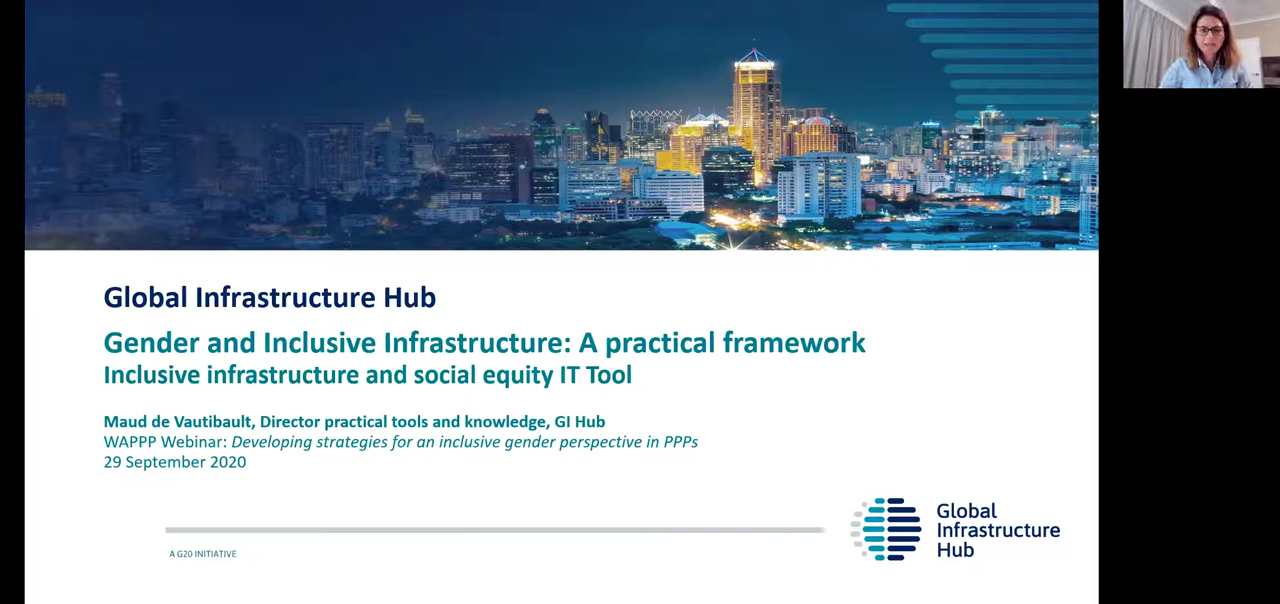 Global Infrastructure Hub
Gender and Inclusive Infrastructure: A practical framework
Inclusive infrastructure and social equity IT Tool
Maud de Vautibault, Director practical tools and knowledge, GI Hub
WAPPP Webinar: Developing strategies for an inclusive gender perspective in PPPs
29 September 2020
A G20 INITIATIVE
Global
Infrastructure
Hub